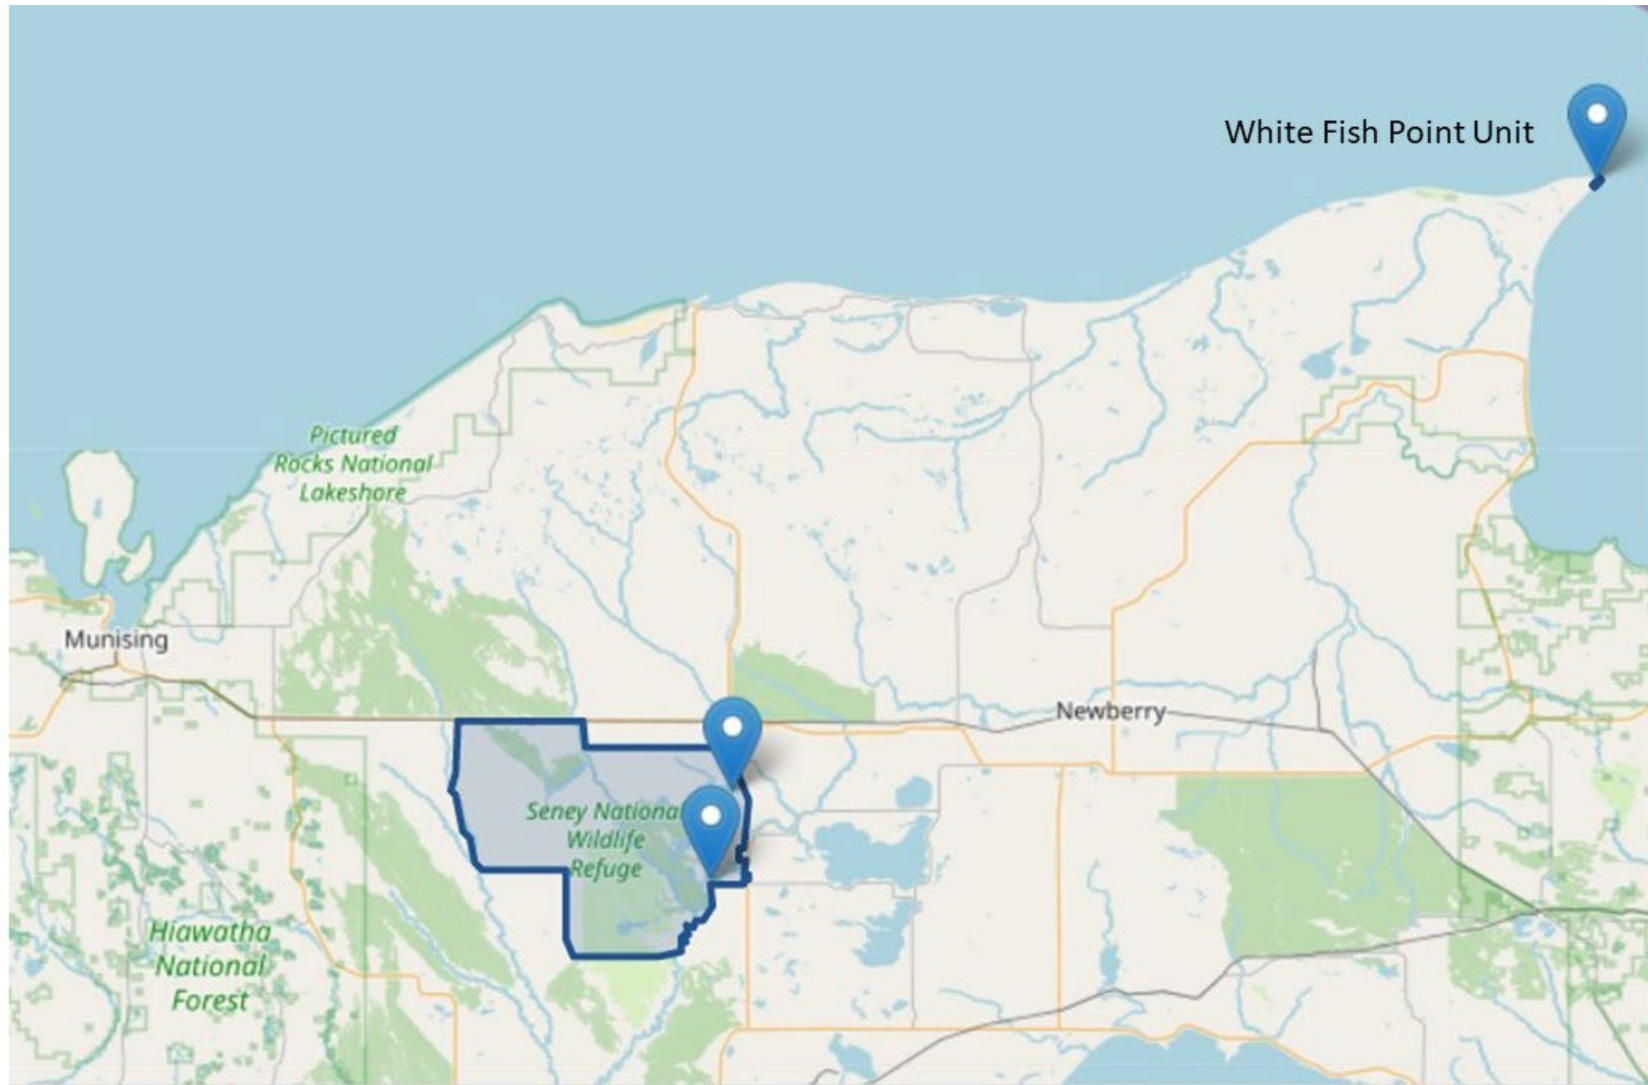 White Fish Point Unit
Pictured
Rocks National
Lakeshore
Munising
Newberry
Seney National
Wildlife
Refuge
Hiawatha
National
Forest